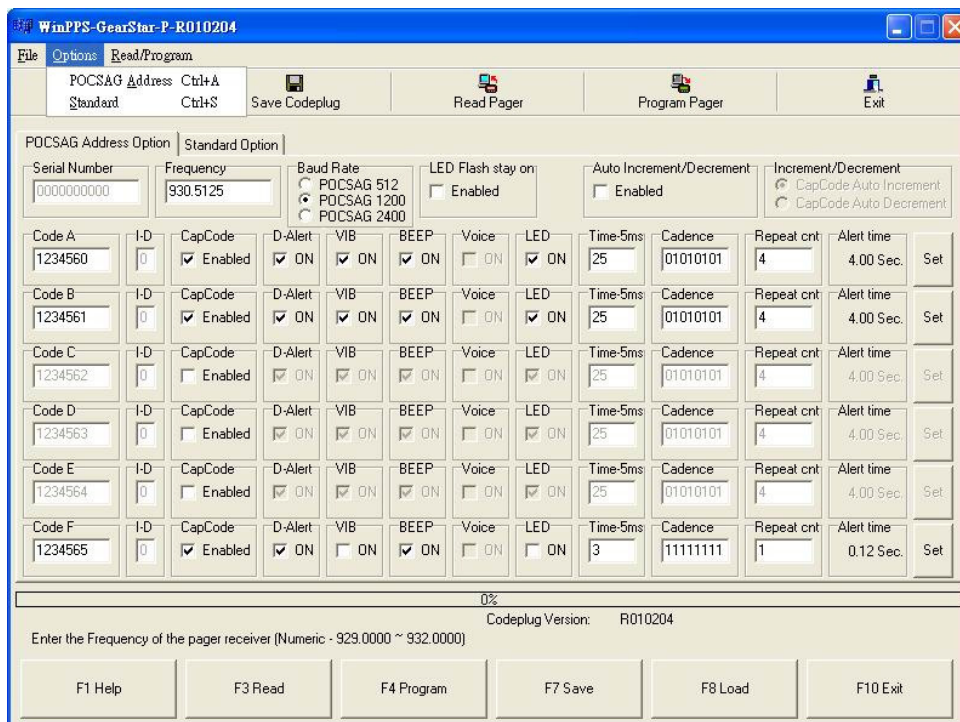 WinPPS-GearStar-P-R010204
File Options Read/Program
POCSAG Address Ctrl+A
Standard Ctrl+S
Save Codeplug Read Pager Program Pager Exit
POCSAG Address Option Standard Option
Serial Number Frequency Baud Rate LED Flash stay on Auto Increment/Decrement Increment/Decrement
0000000000 930.5125 POCSAG 512 Enabled Enabled CapCode Auto Increment
POCSAG 1200 CapCode Auto Decrement
POCSAG 2400
Code A I-D CapCode D-Alert VIB BEEP Voice LED Time-5ms Cadence Repeat cnt Alert time
1234560 0 Enabled ON ON ON ON ON 25 01010101 4 4.00 Sec. Set
Code B I-D CapCode D-Alert VIB BEEP Voice LED Time-5ms Cadence Repeat cnt Alert time
1234561 0 Enabled ON ON ON ON ON 25 01010101 4 4.00 Sec. Set
Code C I-D CapCode D-Alert VIB BEEP Voice LED Time-5ms Cadence Repeat cnt Alert time
1234562 0 Enabled ON ON ON ON ON 25 01010101 4 4.00 Sec. Set
Code D I-D CapCode D-Alert VIB BEEP Voice LED Time-5ms Cadence Repeat cnt Alert time
1234563 0 Enabled ON ON ON ON ON 25 01010101 4 4.00 Sec. Set
Code E I-D CapCode D-Alert VIB BEEP Voice LED Time-5ms Cadence Repeat cnt Alert time
1234564 0 Enabled ON ON ON ON ON 25 01010101 4 4.00 Sec. Set
Code F I-D CapCode D-Alert VIB BEEP Voice LED Time-5ms Cadence Repeat cnt Alert time
1234565 0 Enabled ON ON ON ON ON 3 11111111 1 0.12 Sec. Set
0%
Codeplug Version: R010204
Enter the Frequency of the pager receiver (Numeric - 929.0000 ~ 932.0000)
F1 Help F3 Read F4 Program F7 Save F8 Load F10 Exit